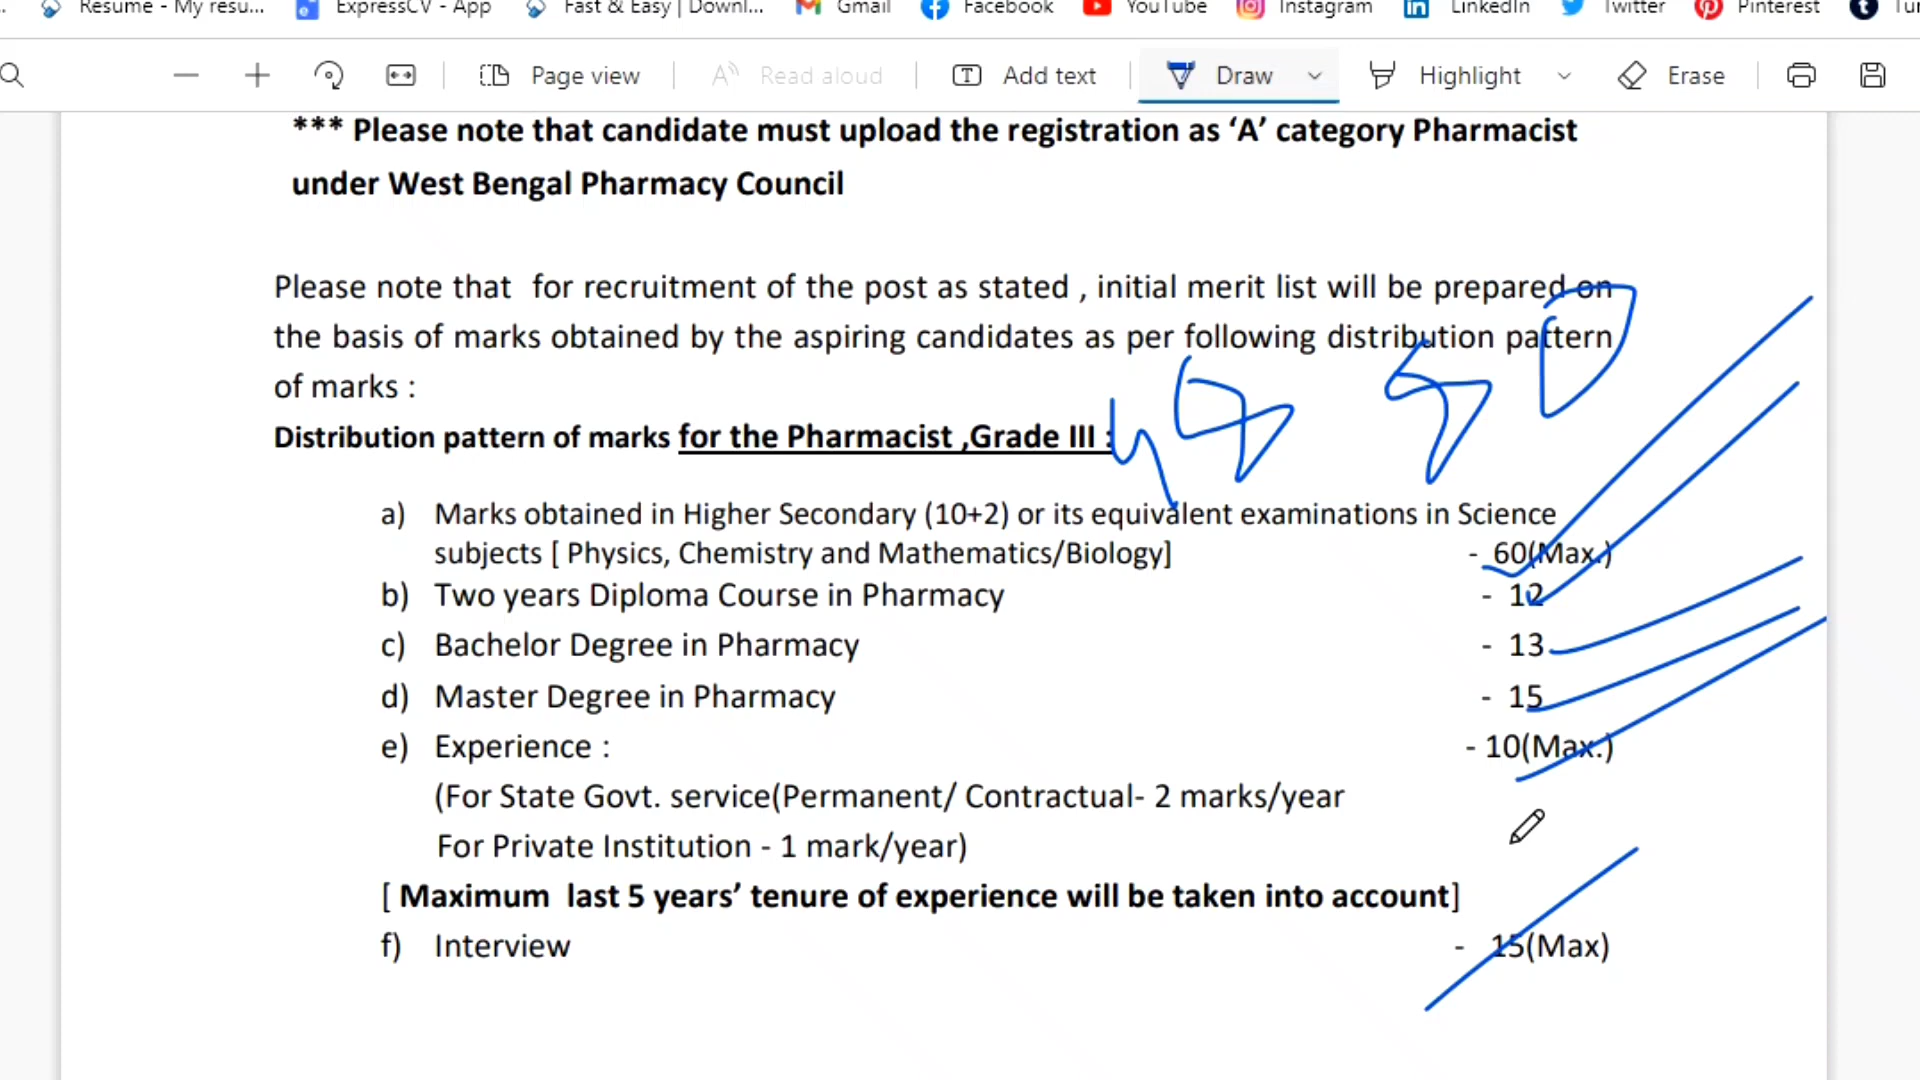 Resume - My resu... ExpressCV - App Fast & Easy | Downl... Gmail Facebook YouTube Instagram LinkedIn Twitter Pinterest
Page view Read aloud Add text Draw Highlight Erase
*** Please note that candidate must upload the registration as ‘A’ category Pharmacist
under West Bengal Pharmacy Council
Please note that for recruitment of the post as stated , initial merit list will be prepared on
the basis of marks obtained by the aspiring candidates as per following distribution pattern
of marks :
Distribution pattern of marks for the Pharmacist ,Grade III :
a) Marks obtained in Higher Secondary (10+2) or its equivalent examinations in Science
subjects [ Physics, Chemistry and Mathematics/Biology] - 60(Max.)
b) Two years Diploma Course in Pharmacy - 12
c) Bachelor Degree in Pharmacy - 13
d) Master Degree in Pharmacy - 15
e) Experience : - 10(Max.)
(For State Govt. service(Permanent/ Contractual- 2 marks/year
For Private Institution - 1 mark/year)
[ Maximum last 5 years’ tenure of experience will be taken into account]
f) Interview - 15(Max)